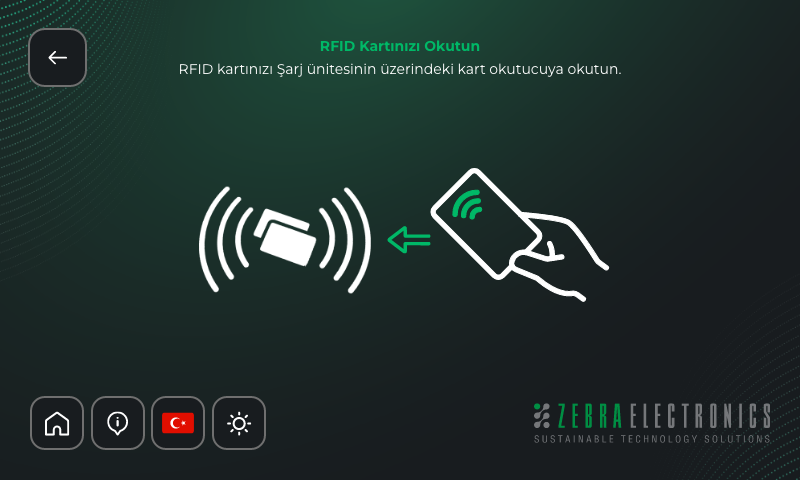 RFID Kartınızı Okutun
RFID kartınızı Şarj ünitesinin üzerindeki kart okutucuya okutun.
ZEBRA ELECTRONICS
SUSTAINABLE TECHNOLOGY SOLUTIONS